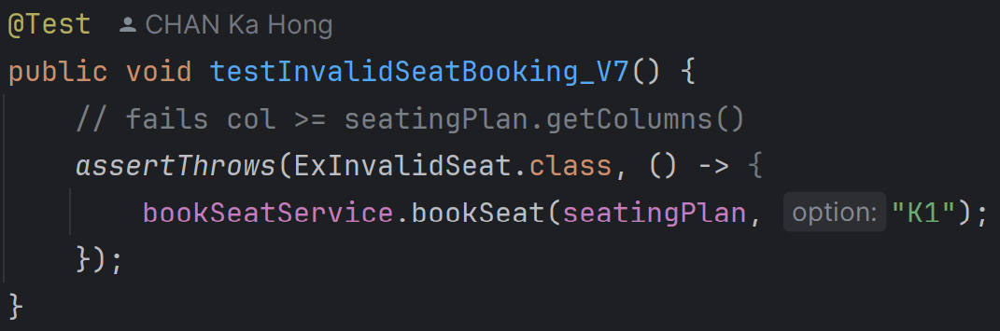 @Test CHAN Ka Hong
public void testInvalidSeatBooking_V7() {
// fails col >= seatingPlan.getColumns()
assertThrows(ExInvalidSeat.class, () -> {
bookSeatService.bookSeat(seatingPlan, option: "K1");
});
}